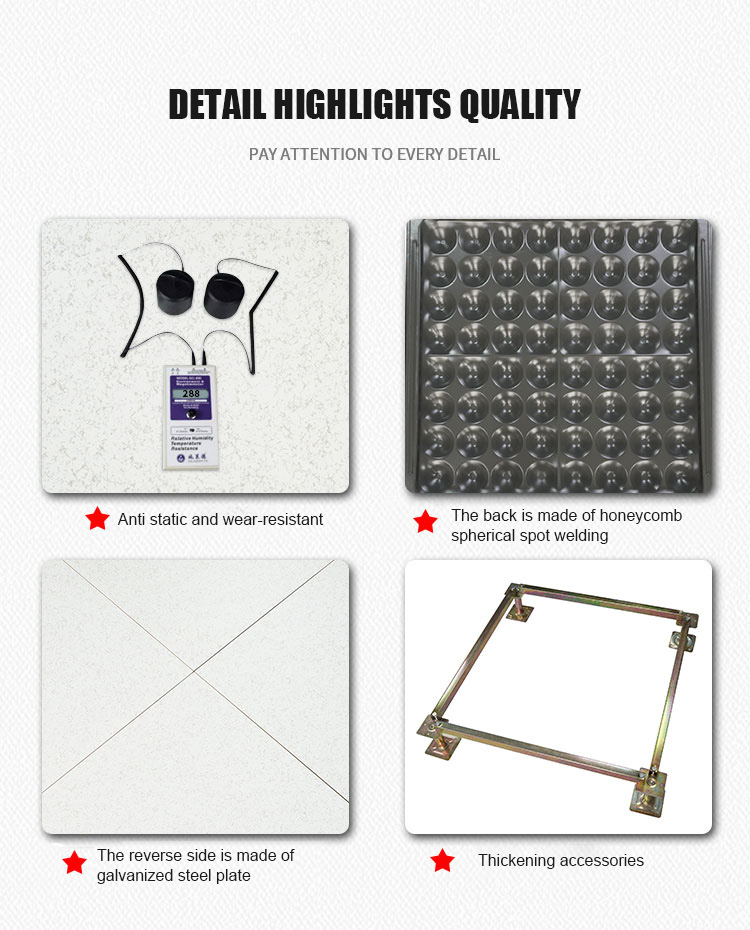 DETAIL HIGHLIGHTS QUALITY
PAY ATTENTION TO EVERY DETAIL
288
Relative Humidity
Temperature
Resistance
Anti static and wear-resistant
The back is made of honeycomb
spherical spot welding
The reverse side is made of
galvanized steel plate
Thickening accessories